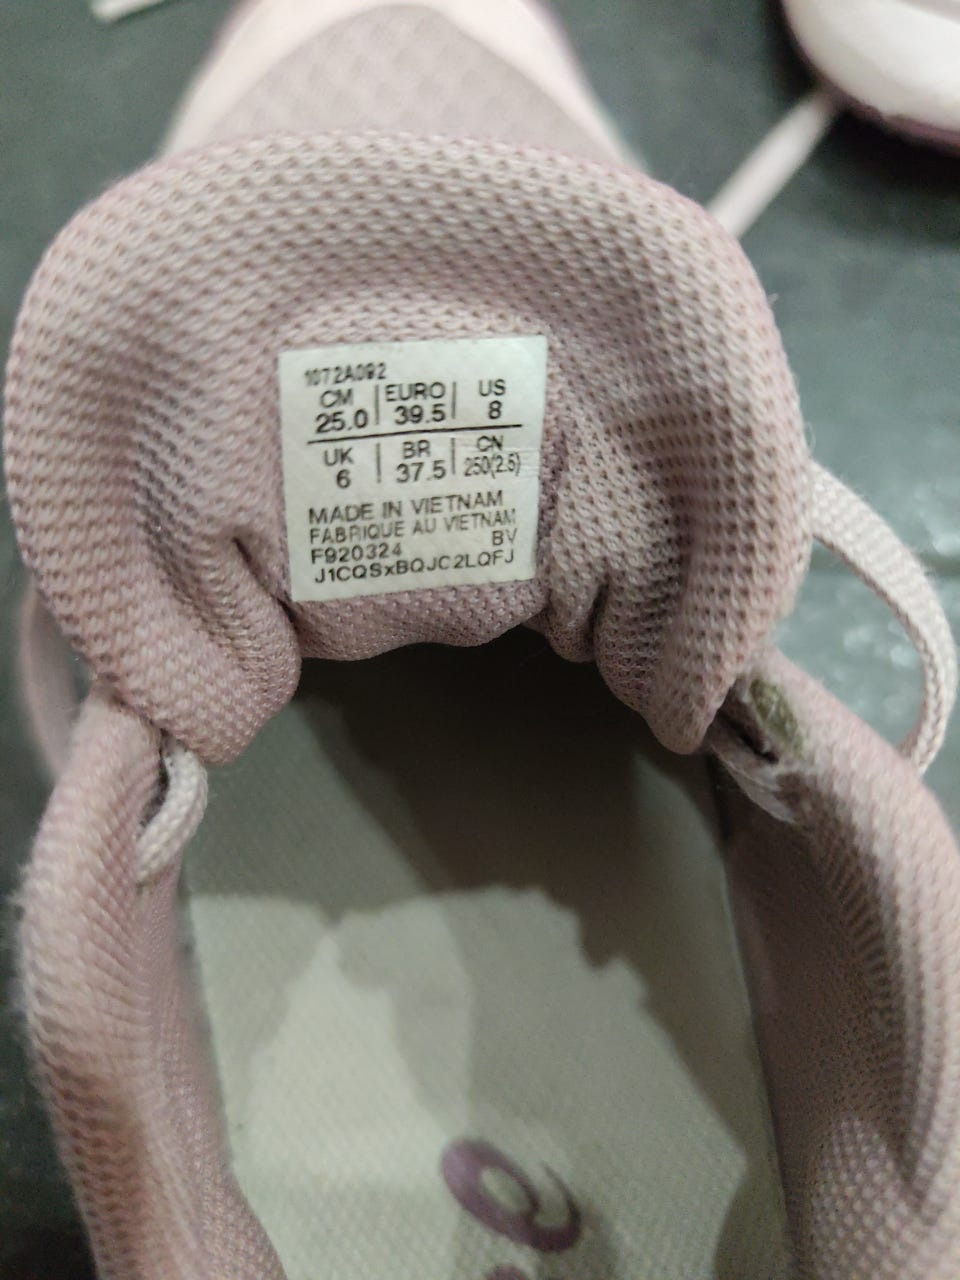 1072A092
CM | EURO | US
25.0 | 39.5 | 8
UK | BR | CN
6 | 37.5 | 250(2.5)
MADE IN VIETNAM
FABRIQUE AU VIETNAM
F920324 BV
J1CQSxBQJC2LQFJ